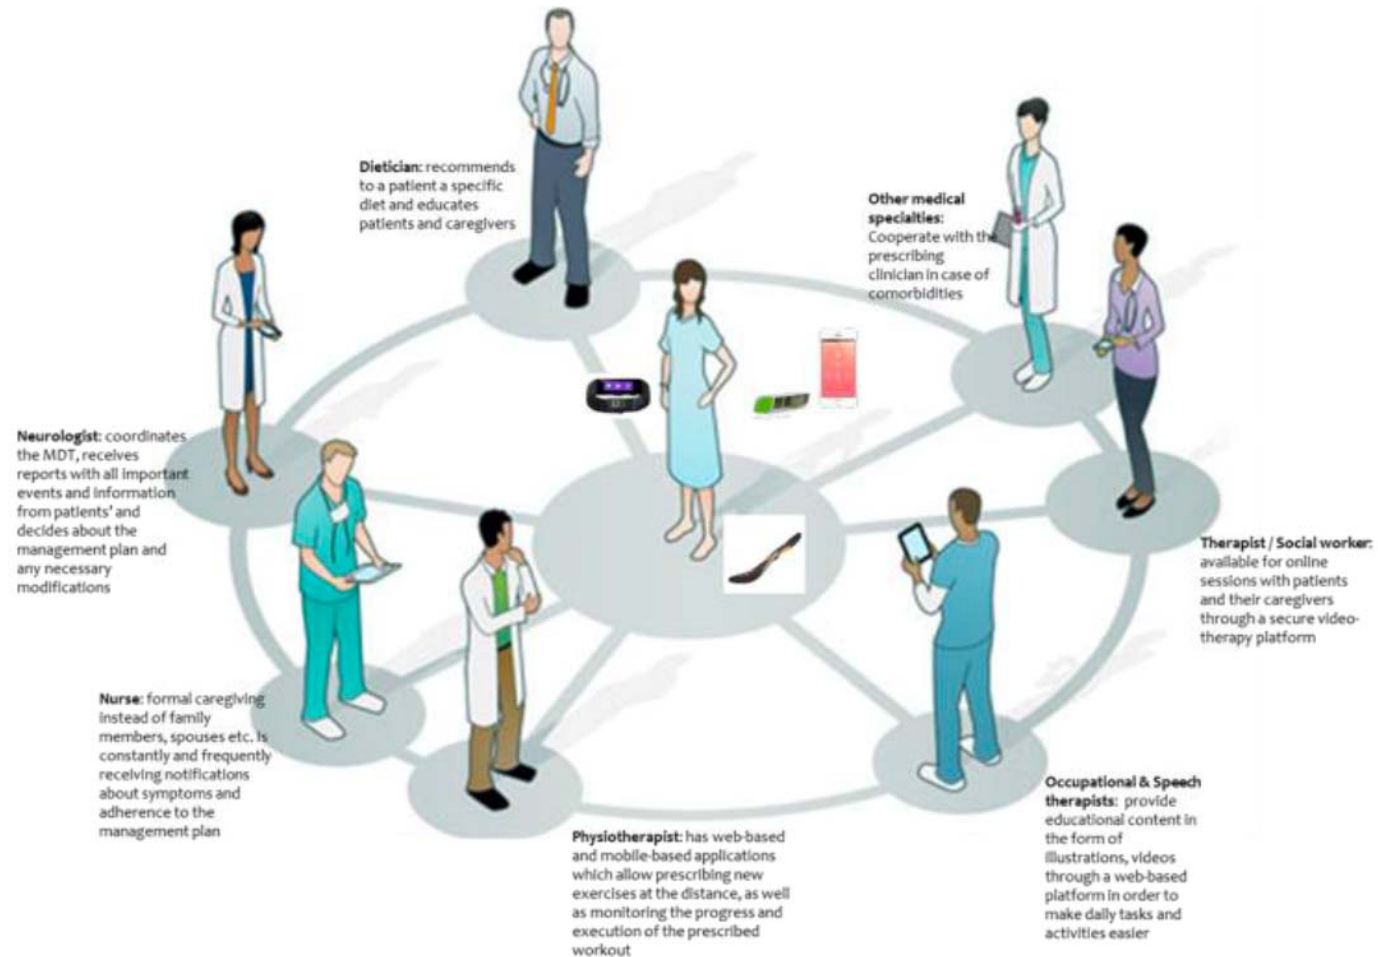 Dietician: recommends
to a patient a specific
diet and educates
patients and caregivers
Other medical
specialties:
Cooperate with the
prescribing
clinician in case of
comorbidities
Neurologist: coordinates
the MDT, receives
reports with all important
events and information
from patients' and
decides about the
management plan and
any necessary
modifications
Therapist / Social worker:
available for online
sessions with patients
and their caregivers
through a secure video-
therapy platform
Nurse: formal caregiving
instead of family
members, spouses etc. Is
constantly and frequently
receiving notifications
about symptoms and
adherence to the
management plan
Physiotherapist: has web-based
and mobile-based applications
which allow prescribing new
exercises at the distance, as well
as monitoring the progress and
execution of the prescribed
workout
Occupational & Speech
therapists: provide
educational content in
the form of
illustrations, videos
through a web-based
platform in order to
make daily tasks and
activities easier